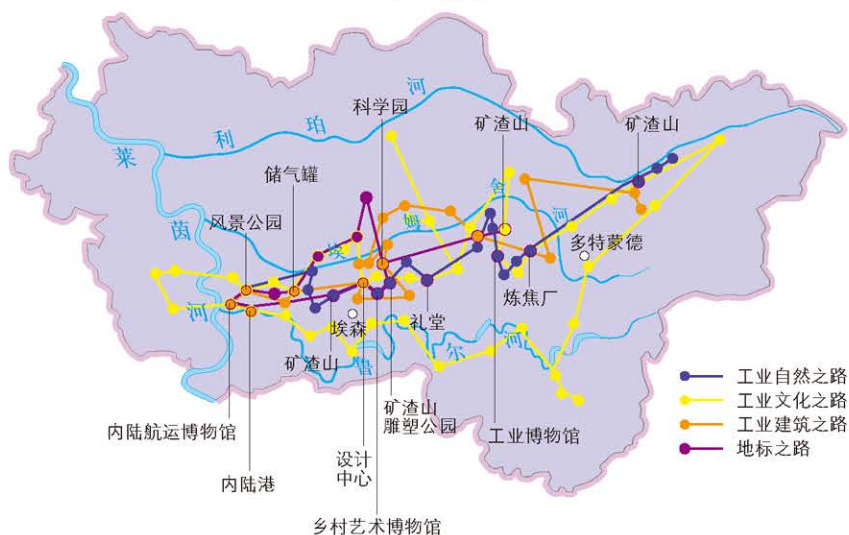 科学园
河
矿渣山
矿渣山
珀
利
莱
储气罐
舍
风景公园
姆
河
茵
埃
多特蒙德
河
炼焦厂
埃森
礼堂
尔
河
矿渣山
鲁
工业自然之路
工业文化之路
矿渣山
雕塑公园
工业建筑之路
内陆航运博物馆
工业博物馆
地标之路
设计
中心
内陆港
乡村艺术博物馆